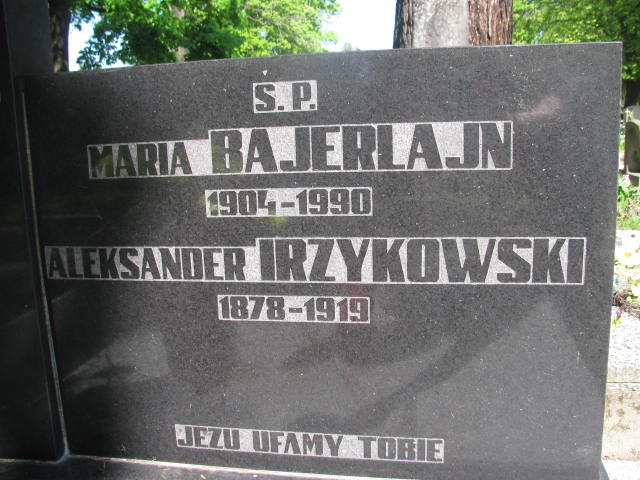 S. P.
MARIA BAJERLAJN
1904-1990
ALEKSANDER IRZYKOWSKI
1878-1919
JEZU UFAMY TOBIE